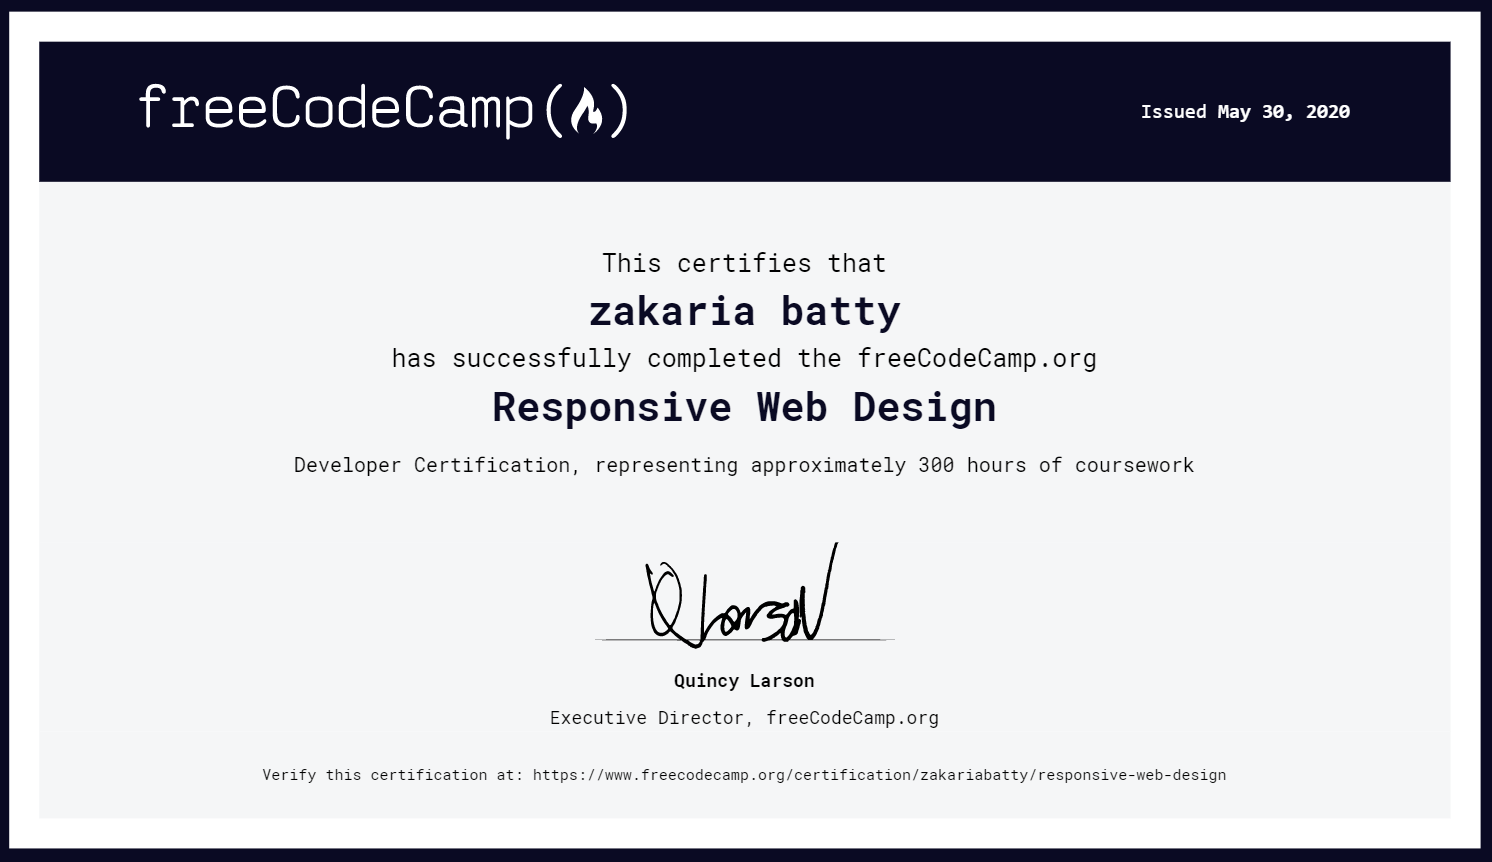 freeCodeCamp(🔥)
Issued May 30, 2020
This certifies that
zakaria batty
has successfully completed the freeCodeCamp.org
Responsive Web Design
Developer Certification, representing approximately 300 hours of coursework
Q Larson
Quincy Larson
Executive Director, freeCodeCamp.org
Verify this certification at: https://www.freecodecamp.org/certification/zakariabatty/responsive-web-design